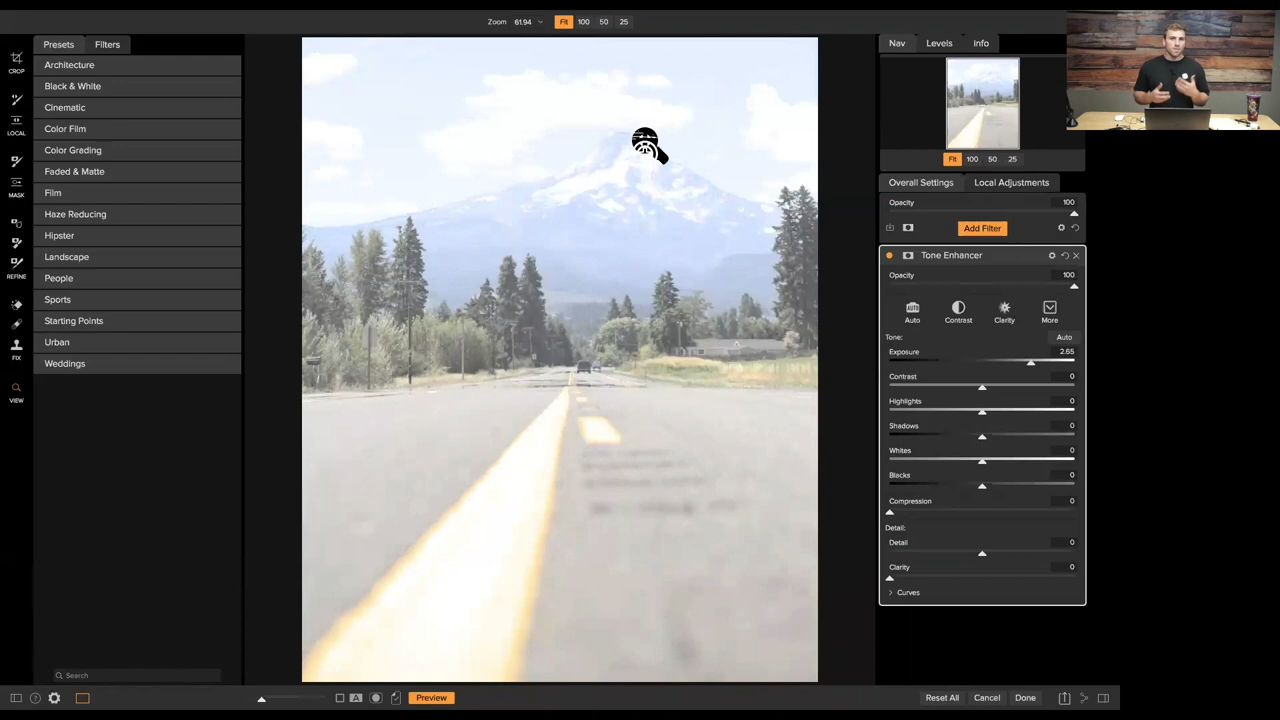 Zoom 61.94 Fit 100 50 25
Presets Filters
Architecture
Black & White
Cinematic
Color Film
Color Grading
Faded & Matte
Film
Haze Reducing
Hipster
Landscape
People
Sports
Starting Points
Urban
Weddings
Search
CROP
LOCAL
MASK
REFINE
FIX
VIEW
Nav Levels Info
Fit 100 50 25
Overall Settings Local Adjustments
Opacity 100
Add Filter
Tone Enhancer
Opacity 100
AUTO
Auto Contrast Clarity More
Tone: Auto
Exposure 2.65
Contrast 0
Highlights 0
Shadows 0
Whites 0
Blacks 0
Compression 0
Detail:
Detail 0
Clarity 0
Curves
? A Preview
Reset All Cancel Done